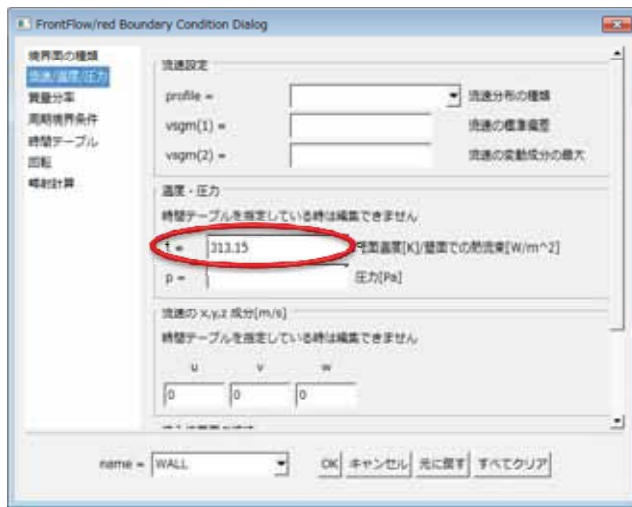 FrontFlow/red Boundary Condition Dialog
境界面の種類
流速/温度/圧力
質量分率
周期境界条件
時間テーブル
回転
輻射計算
流速設定
profile = 流速分布の種類
vsgm(1) = 流速の標準偏差
vsgm(2) = 流速の変動成分の最大
温度・圧力
時間テーブルを指定している時は編集できません
t = 313.15 壁面温度[K]/壁面での熱流束[W/m^2]
p = 圧力[Pa]
流速の x,y,z 成分[m/s]
時間テーブルを指定している時は編集できません
u v w
0 0 0
name = WALL OK キャンセル 元に戻す すべてクリア